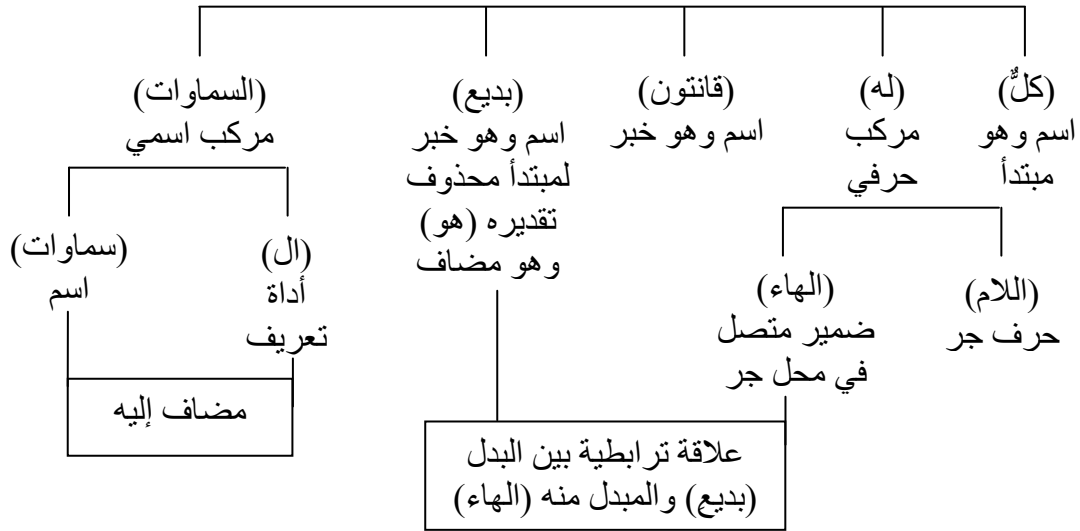 (كلٌّ)
اسم وهو
مبتدأ
(له)
مركب
حرفي
(قانتون)
اسم وهو خبر
(بديع)
اسم وهو خبر
لمبتدأ محذوف
تقديره (هو)
وهو مضاف
(السماوات)
مركب اسمي
(اللام)
حرف جر
(الهاء)
ضمير متصل
في محل جر
(ال)
أداة
تعريف
(سماوات)
اسم
مضاف إليه
علاقة ترابطية بين البدل
(بديعِ) والمبدل منه (الهاء)